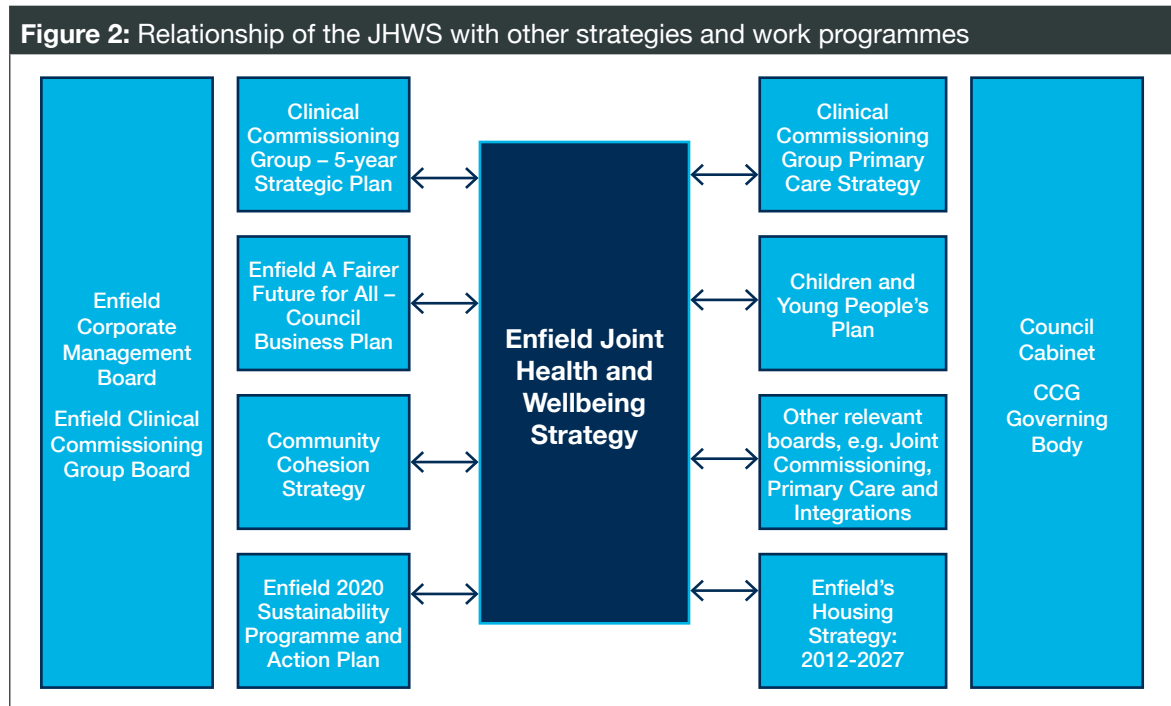 Figure 2: Relationship of the JHWS with other strategies and work programmes
Enfield
Corporate
Management
Board
Enfield Clinical
Commissioning
Group Board
Clinical
Commissioning
Group – 5-year
Strategic Plan
Enfield A Fairer
Future for All –
Council
Business Plan
Community
Cohesion
Strategy
Enfield 2020
Sustainability
Programme and
Action Plan
Enfield Joint
Health and
Wellbeing
Strategy
Clinical
Commissioning
Group Primary
Care Strategy
Children and
Young People’s
Plan
Other relevant
boards, e.g. Joint
Commissioning,
Primary Care and
Integrations
Enfield’s
Housing
Strategy:
2012-2027
Council
Cabinet
CCG
Governing
Body